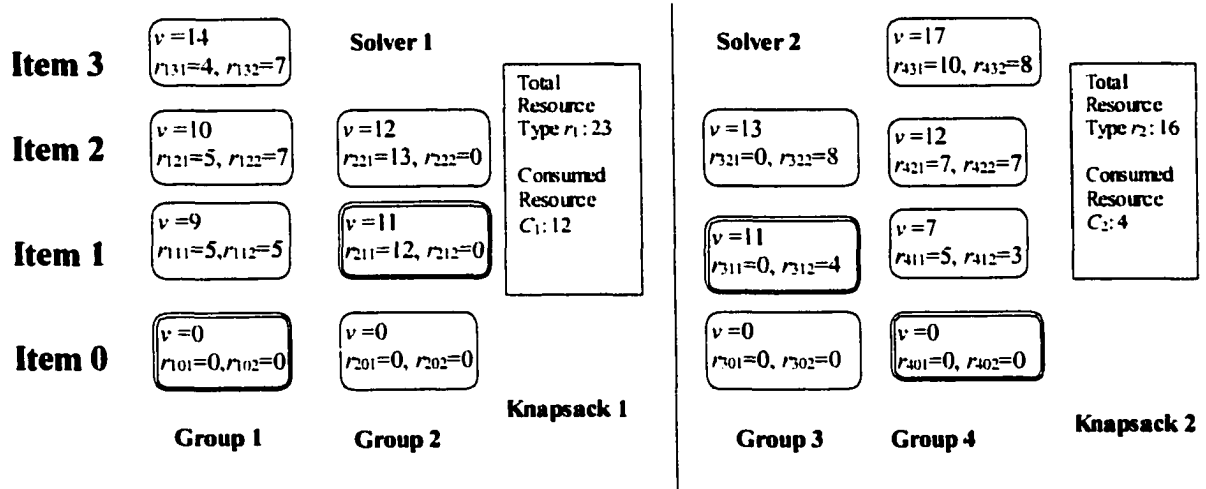 Item 3
v =14
r131=4, r132=7
Solver 1
Solver 2
v =17
r431=10, r432=8
Item 2
v =10
r121=5, r122=7
v =12
r221=13, r222=0
Total
Resource
Type r1 : 23
Consumed
Resource
C1: 12
v =13
r321=0, r322=8
v =12
r421=7, r422=7
Total
Resource
Type r2 : 16
Consumed
Resource
C2: 4
Item 1
v =9
r111=5,r112=5
v =11
r211=12, r212=0
v =11
r311=0, r312=4
v =7
r411=5, r412=3
Item 0
v =0
r101=0,r102=0
v =0
r201=0, r202=0
v =0
r301=0, r302=0
v =0
r401=0, r402=0
Knapsack 1
Knapsack 2
Group 1
Group 2
Group 3
Group 4